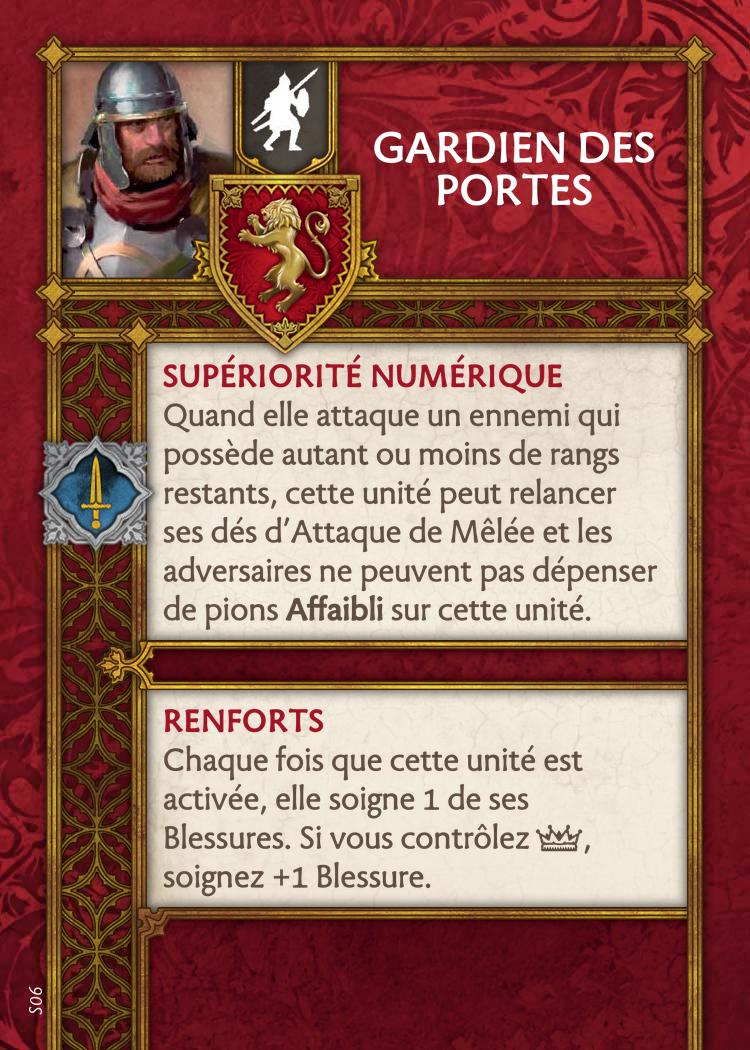 GARDIEN DES
PORTES
SUPÉRIORITÉ NUMÉRIQUE
Quand elle attaque un ennemi qui
possède autant ou moins de rangs
restants, cette unité peut relancer
ses dés d'Attaque de Mêlée et les
adversaires ne peuvent pas dépenser
de pions Affaibli sur cette unité.
RENFORTS
Chaque fois que cette unité est
activée, elle soigne 1 de ses
Blessures. Si vous contrôlez ,
soignez +1 Blessure.
S06